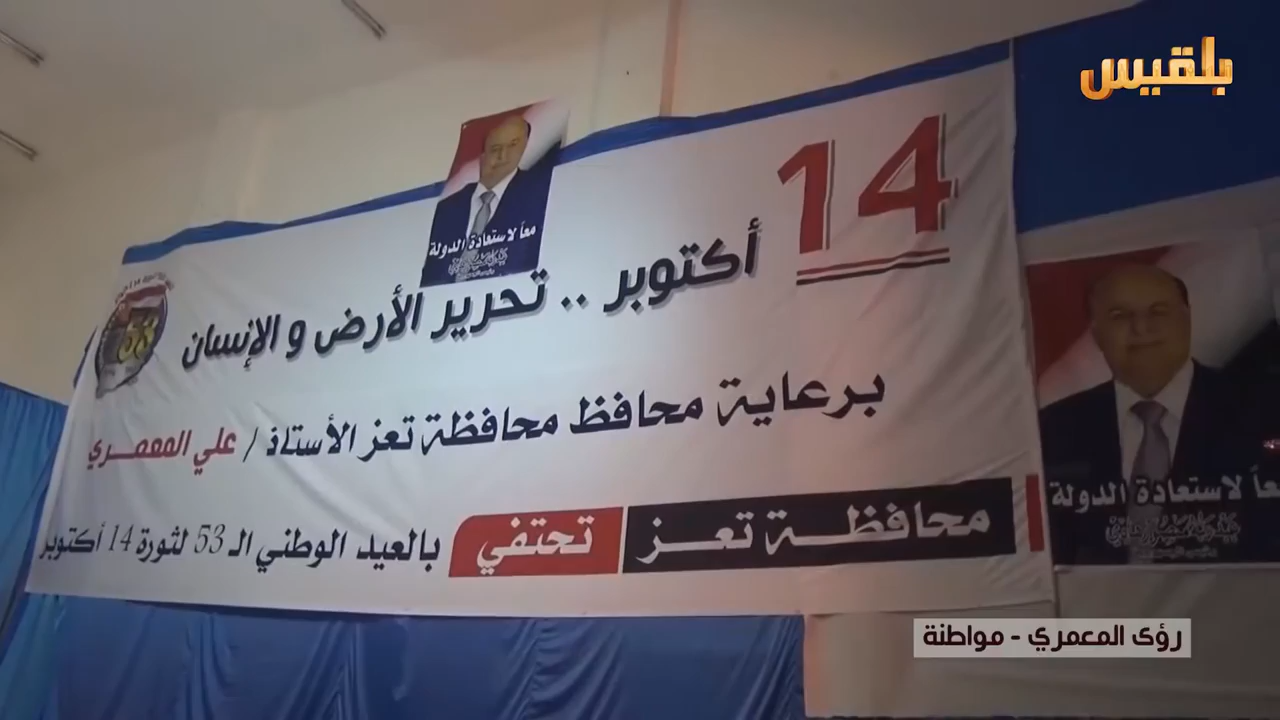 بلقيس
14
أكتوبر .. تحرير الأرض و الإنسان
برعاية محافظ محافظة تعز الأستاذ / علي المعمري
محافظة تعز تحتفي بالعيد الوطني الـ 53 لثورة 14 أكتوبر
معاً لاستعادة الدولة
معاً لاستعادة الدولة
53
رؤى المعمري - مواطنة